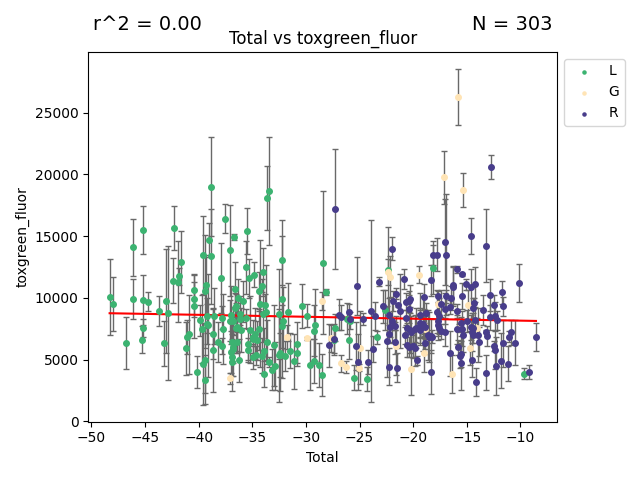 r^2 = 0.00
N = 303
Total vs toxgreen_fluor
L
G
R
25000
20000
15000
10000
5000
0
toxgreen_fluor
−50
−45
−40
−35
−30
−25
−20
−15
−10
Total